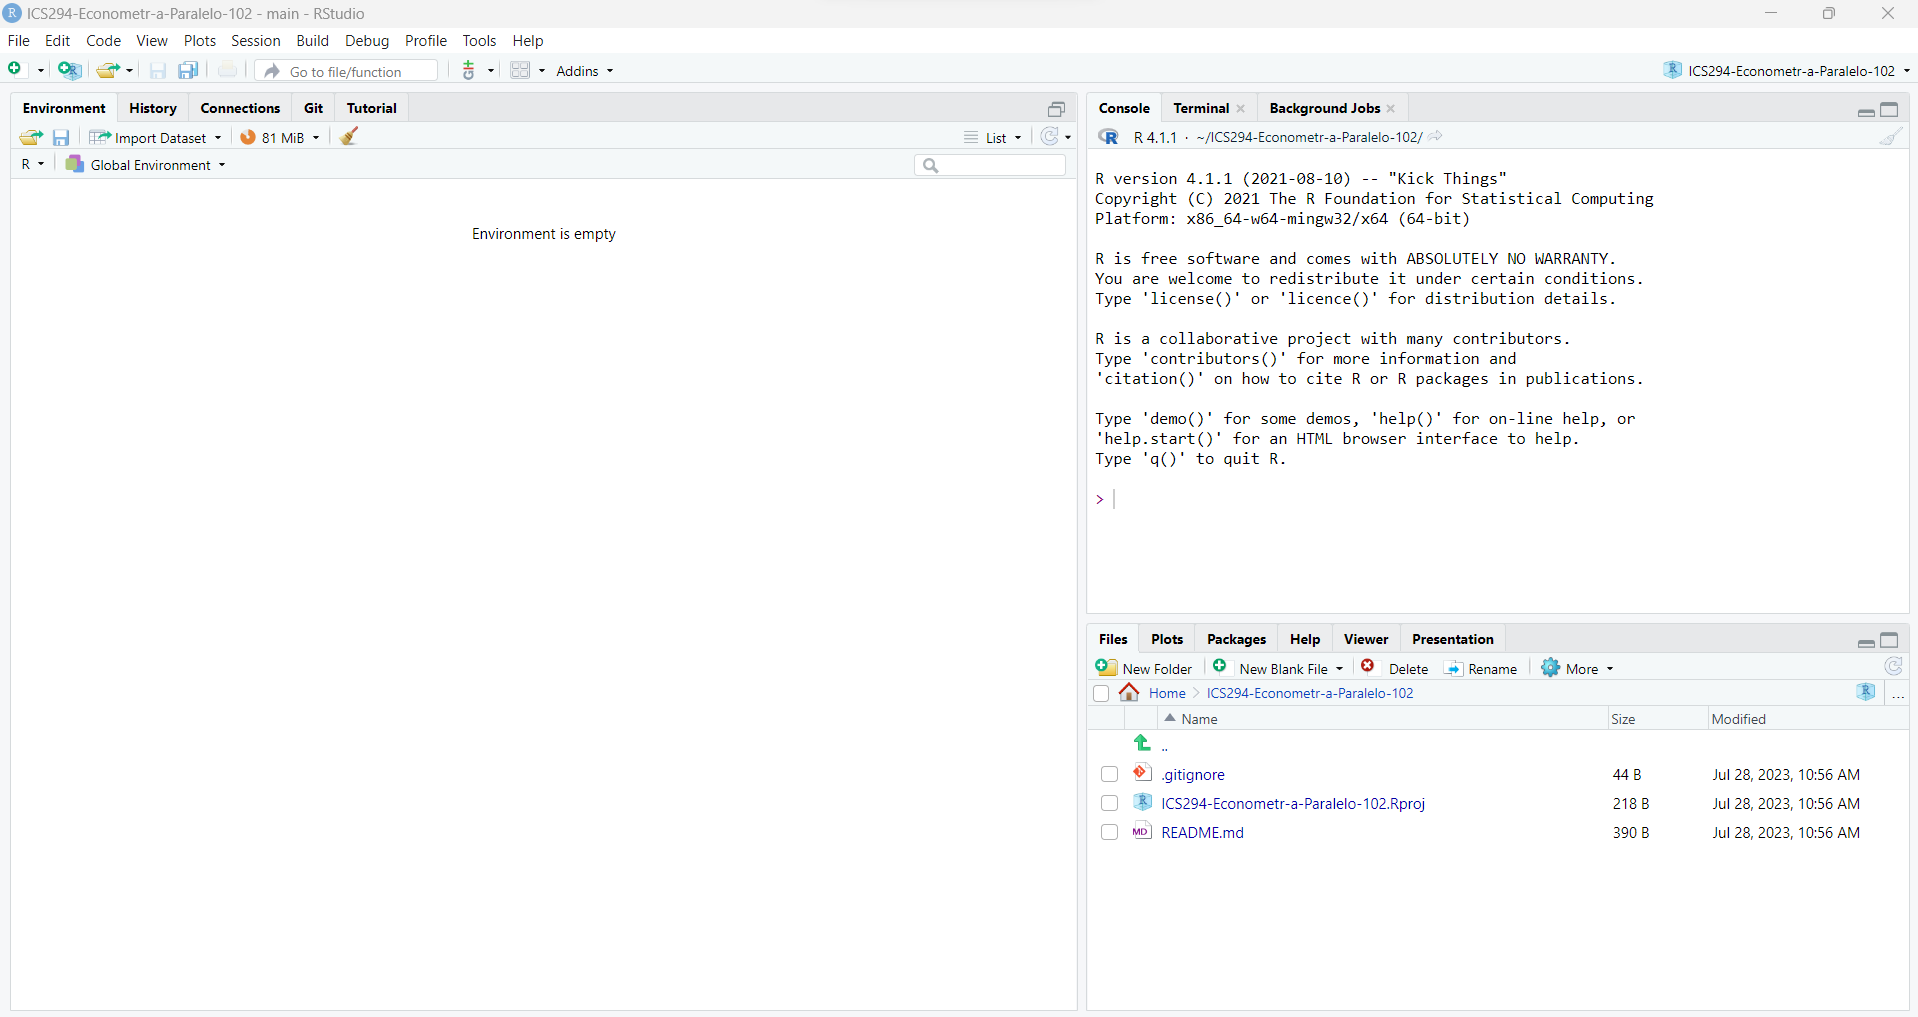 ICS294-Econometr-a-Paralelo-102 - main - RStudio
File Edit Code View Plots Session Build Debug Profile Tools Help
Go to file/function Addins ICS294-Econometr-a-Paralelo-102
Environment History Connections Git Tutorial
Import Dataset 81 MiB List
R Global Environment
Environment is empty
Console Terminal Background Jobs
R 4.1.1 · ~/ICS294-Econometr-a-Paralelo-102/
R version 4.1.1 (2021-08-10) -- "Kick Things"
Copyright (C) 2021 The R Foundation for Statistical Computing
Platform: x86_64-w64-mingw32/x64 (64-bit)
R is free software and comes with ABSOLUTELY NO WARRANTY.
You are welcome to redistribute it under certain conditions.
Type 'license()' or 'licence()' for distribution details.
R is a collaborative project with many contributors.
Type 'contributors()' for more information and
'citation()' on how to cite R or R packages in publications.
Type 'demo()' for some demos, 'help()' for on-line help, or
'help.start()' for an HTML browser interface to help.
Type 'q()' to quit R.
>
Files Plots Packages Help Viewer Presentation
New Folder New Blank File Delete Rename More
Home ICS294-Econometr-a-Paralelo-102 ...
Name Size Modified
..
.gitignore 44 B Jul 28, 2023, 10:56 AM
ICS294-Econometr-a-Paralelo-102.Rproj 218 B Jul 28, 2023, 10:56 AM
MD README.md 390 B Jul 28, 2023, 10:56 AM